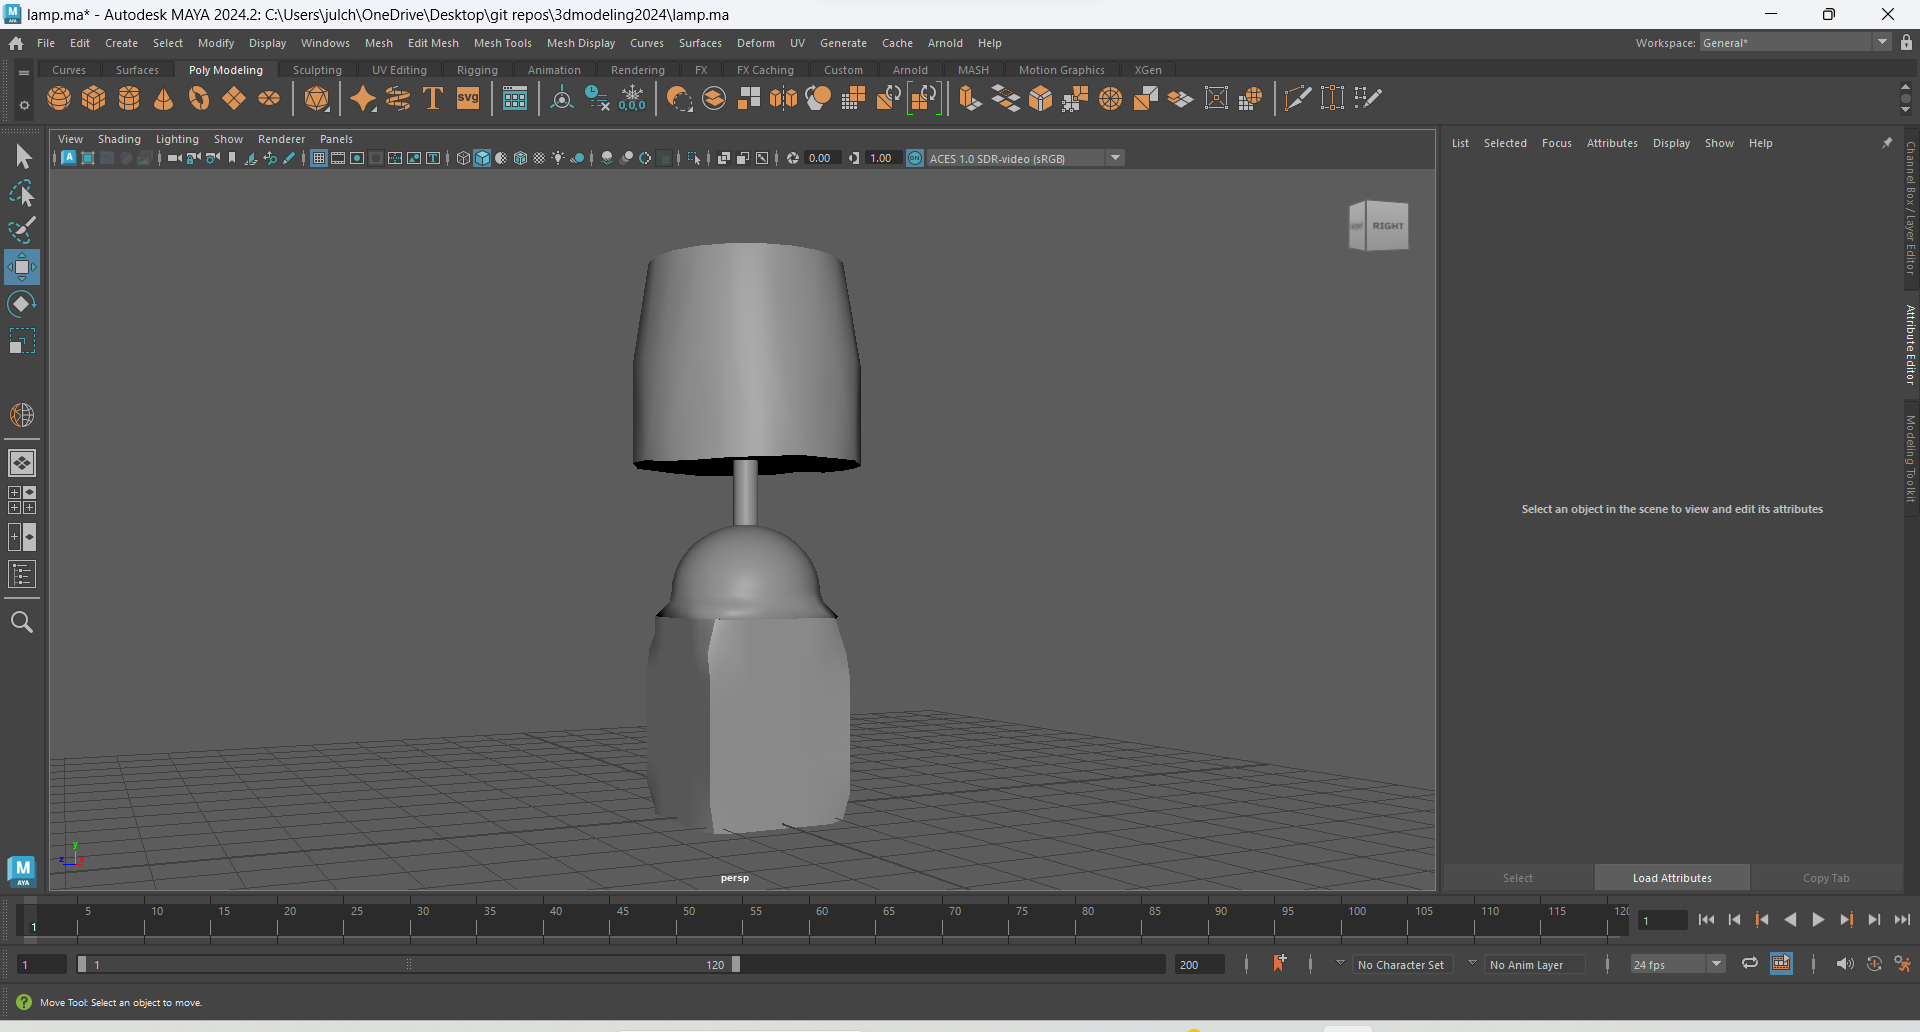 lamp.ma* - Autodesk MAYA 2024.2: C:\Users\julch\OneDrive\Desktop\git repos\3dmodeling2024\lamp.ma
File Edit Create Select Modify Display Windows Mesh Edit Mesh Mesh Tools Mesh Display Curves Surfaces Deform UV Generate Cache Arnold Help
Workspace: General*
Curves Surfaces Poly Modeling Sculpting UV Editing Rigging Animation Rendering FX FX Caching Custom Arnold MASH Motion Graphics XGen
T svg 0,0,0
View Shading Lighting Show Renderer Panels
0.00 1.00 ON ACES 1.0 SDR-video (sRGB)
List Selected Focus Attributes Display Show Help
Channel Box / Layer Editor
Attribute Editor
Modeling Toolkit
RIGHT
Select an object in the scene to view and edit its attributes
y
z
persp
M
AYA
Select Load Attributes Copy Tab
5 10 15 20 25 30 35 40 45 50 55 60 65 70 75 80 85 90 95 100 105 110 115 120
1
1
1 1 120 200 No Character Set No Anim Layer 24 fps
Move Tool: Select an object to move.